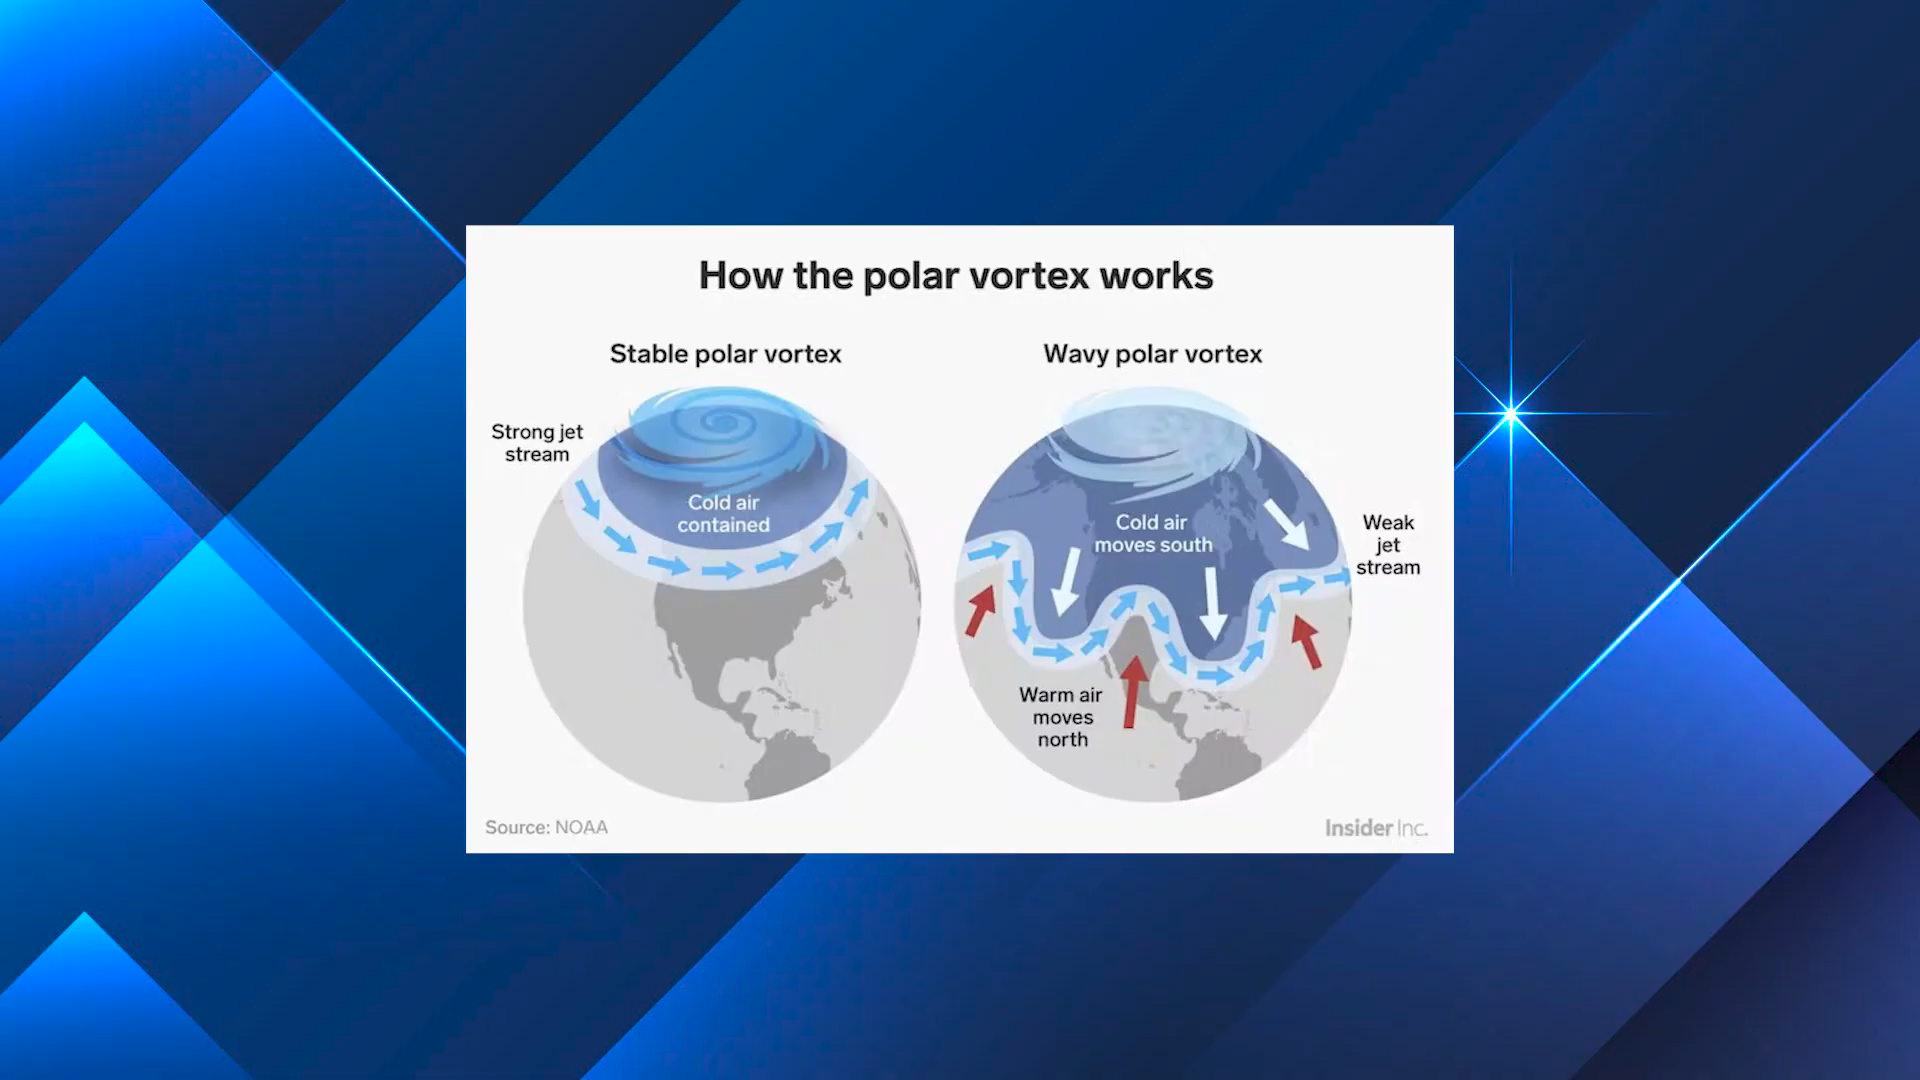 How the polar vortex works
Stable polar vortex
Strong jet
stream
Cold air
contained
Wavy polar vortex
Cold air
moves south
Weak
jet
stream
Warm air
moves
north
Source: NOAA
Insider Inc.